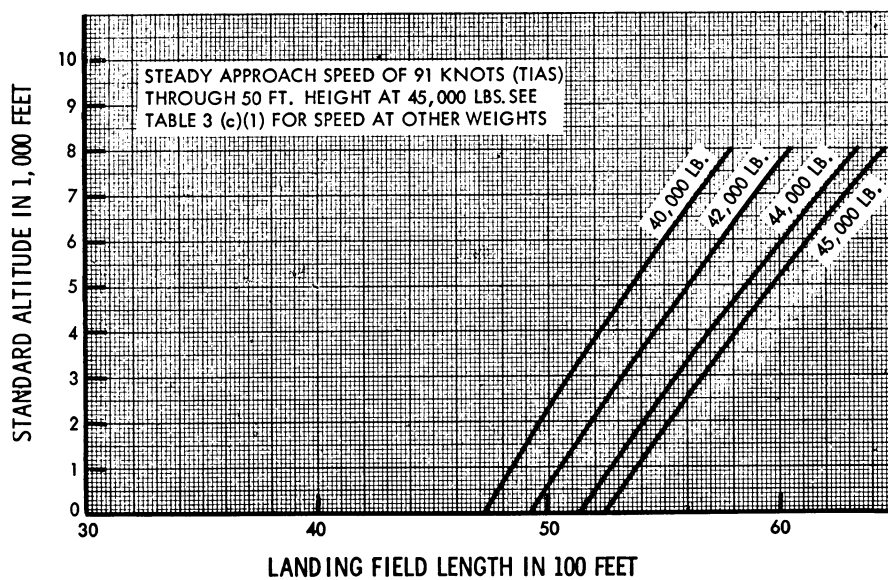 10
9
8
7
6
5
4
3
2
1
0
STANDARD ALTITUDE IN 1,000 FEET
STEADY APPROACH SPEED OF 91 KNOTS (TIAS)
THROUGH 50 FT. HEIGHT AT 45,000 LBS. SEE
TABLE 3 (c)(1) FOR SPEED AT OTHER WEIGHTS
40,000 LB.
42,000 LB.
44,000 LB.
45,000 LB.
30 40 50 60
LANDING FIELD LENGTH IN 100 FEET